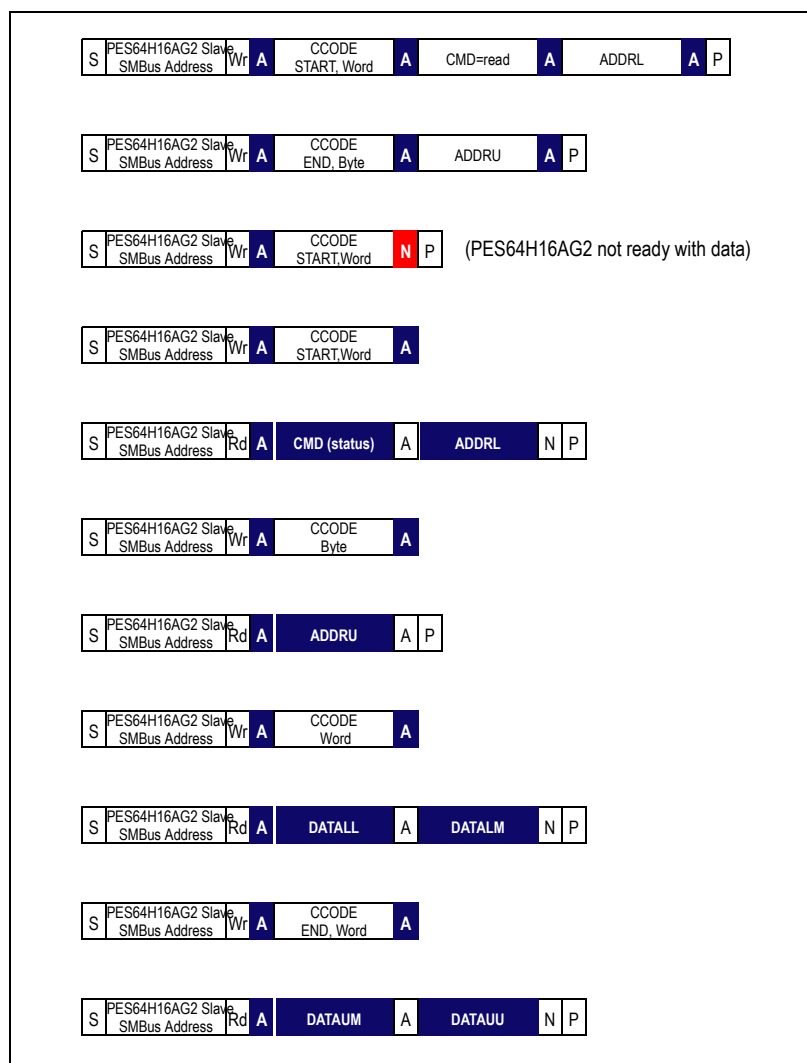 S PES64H16AG2 Slave SMBus Address Wr A CCODE START, Word A CMD=read A ADDRL A P
S PES64H16AG2 Slave SMBus Address Wr A CCODE END, Byte A ADDRU A P
S PES64H16AG2 Slave SMBus Address Wr A CCODE START,Word N P (PES64H16AG2 not ready with data)
S PES64H16AG2 Slave SMBus Address Wr A CCODE START,Word A
S PES64H16AG2 Slave SMBus Address Rd A CMD (status) A ADDRL N P
S PES64H16AG2 Slave SMBus Address Wr A CCODE Byte A
S PES64H16AG2 Slave SMBus Address Rd A ADDRU A P
S PES64H16AG2 Slave SMBus Address Wr A CCODE Word A
S PES64H16AG2 Slave SMBus Address Rd A DATALL A DATALM N P
S PES64H16AG2 Slave SMBus Address Wr A CCODE END, Word A
S PES64H16AG2 Slave SMBus Address Rd A DATAUM A DATAUU N P